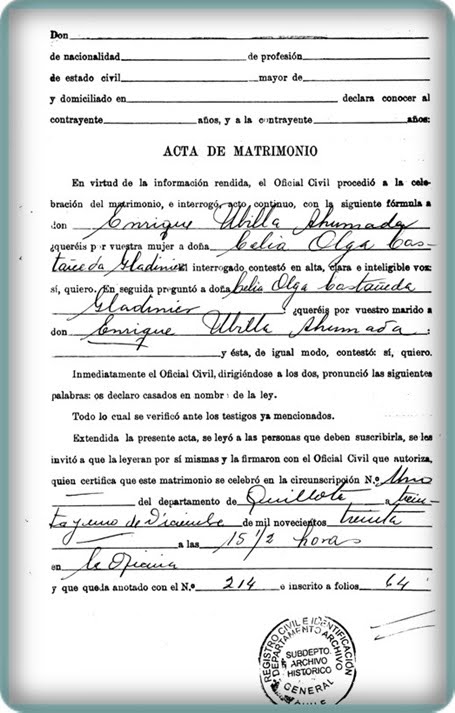 Don
de nacionalidad de profesión
de estado civil mayor de
y domiciliado en declara conocer al
contrayente años, y a la contrayente años:
ACTA DE MATRIMONIO
En virtud de la información rendida, el Oficial Civil procedió a la cele-
bración del matrimonio, e interrogó, acto continuo, con la siguiente fórmula a
don Enrique Ubilla Ahumada
¿queréis por vuestra mujer a doña Celia Olga Cas-
tañeda Gladinier el interrogado contestó en alta, clara e inteligible voz:
sí, quiero. En seguida preguntó a doña Celia Olga Castañeda
Gladinier ¿queréis por vuestro marido a
don Enrique Ubilla Ahumada :
y ésta, de igual modo, contestó: sí, quiero.
Inmediatamente el Oficial Civil, dirigiéndose a los dos, pronunció las siguientes
palabras: os declaro casados en nombre de la ley.
Todo lo cual se verificó ante los testigos ya mencionados.
Extendida la presente acta, se leyó a las personas que deben suscribirla, se les
invitó a que la leyeran por sí mismas y la firmaron con el Oficial Civil que autoriza,
quien certifica que este matrimonio se celebró en la circunscripción N.º Uno
del departamento de Quillota a trein-
ta y uno de Diciembre de mil novecientos treinta
a las 15 1/2 horas
en la Oficina
y que queda anotado con el N.º 214 e inscrito a folios 64
REGISTRO CIVIL E IDENTIFICACIÓN
DEPARTAMENTO ARCHIVO
SUBDEPTO.
ARCHIVO
HISTORICO
GENERAL